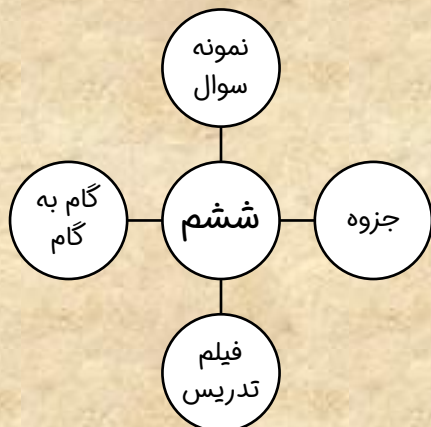 نمونه
سوال
ششم
جزوه
گام به
گام
فیلم
تدریس